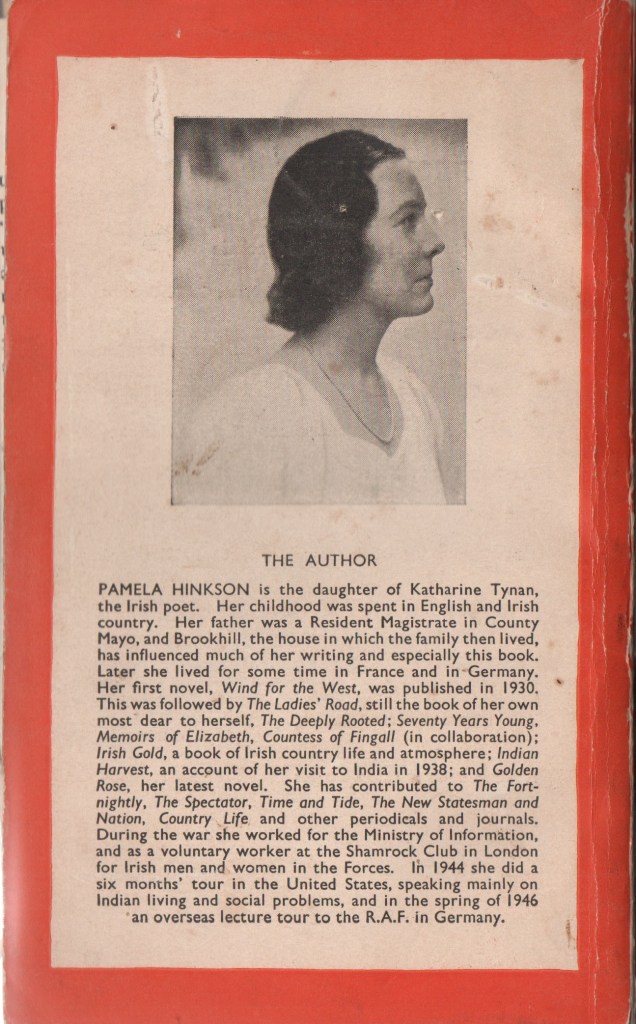 THE AUTHOR
PAMELA HINKSON is the daughter of Katharine Tynan,
the Irish poet. Her childhood was spent in English and Irish
country. Her father was a Resident Magistrate in County
Mayo, and Brookhill, the house in which the family then lived,
has influenced much of her writing and especially this book.
Later she lived for some time in France and in Germany.
Her first novel, Wind for the West, was published in 1930.
This was followed by The Ladies' Road, still the book of her own
most dear to herself, The Deeply Rooted; Seventy Years Young,
Memoirs of Elizabeth, Countess of Fingall (in collaboration);
Irish Gold, a book of Irish country life and atmosphere; Indian
Harvest, an account of her visit to India in 1938; and Golden
Rose, her latest novel. She has contributed to The Fort-
nightly, The Spectator, Time and Tide, The New Statesman and
Nation, Country Life and other periodicals and journals.
During the war she worked for the Ministry of Information,
and as a voluntary worker at the Shamrock Club in London
for Irish men and women in the Forces. In 1944 she did a
six months' tour in the United States, speaking mainly on
Indian living and social problems, and in the spring of 1946
an overseas lecture tour to the R.A.F. in Germany.